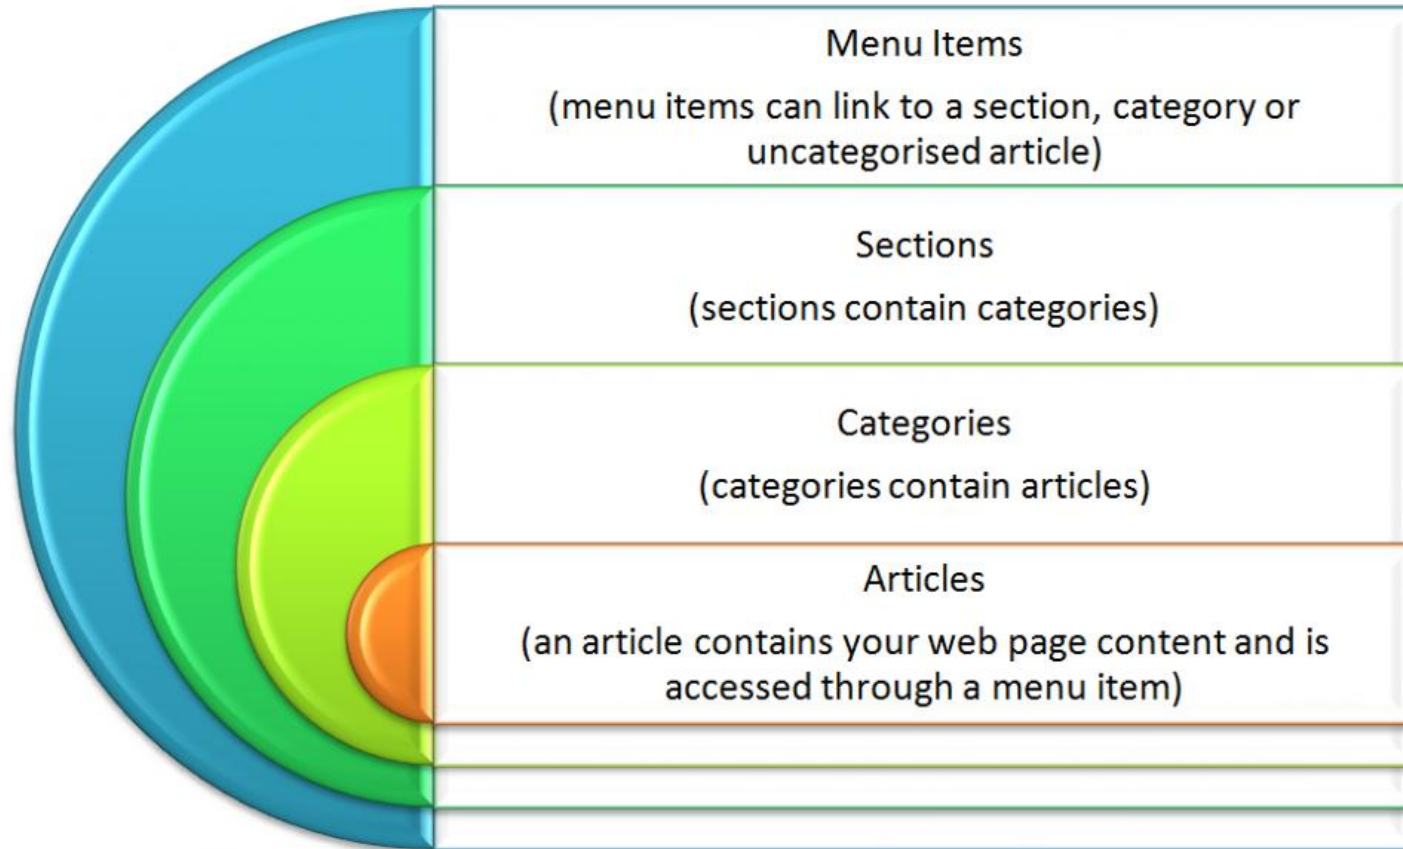 Menu Items
(menu items can link to a section, category or
uncategorised article)
Sections
(sections contain categories)
Categories
(categories contain articles)
Articles
(an article contains your web page content and is
accessed through a menu item)